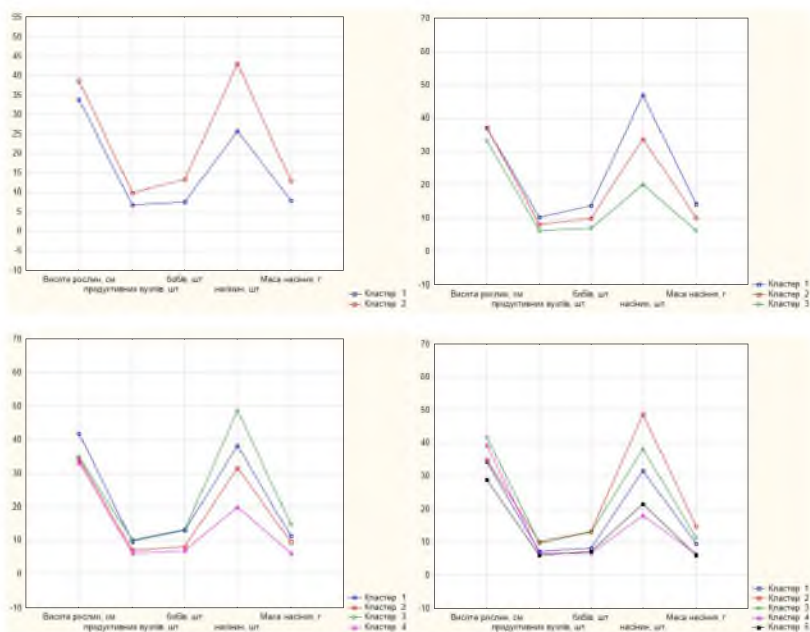 55
50
45
40
35
30
25
20
15
10
5
0
-5
-10
Висота рослин, см бобів, шт Маса насіння, г
продуктивних вузлів, шт насінин, шт
Кластер 1
Кластер 2
70
60
50
40
30
20
10
0
-10
Висота рослин, см бобів, шт Маса насіння, г
продуктивних вузлів, шт насінин, шт
Кластер 1
Кластер 2
Кластер 3
70
60
50
40
30
20
10
0
-10
Висота рослин, см бобів, шт Маса насіння, г
продуктивних вузлів, шт насінин, шт
Кластер 1
Кластер 2
Кластер 3
Кластер 4
70
60
50
40
30
20
10
0
-10
Висота рослин, см бобів, шт Маса насіння, г
продуктивних вузлів, шт насінин, шт
Кластер 1
Кластер 2
Кластер 3
Кластер 4
Кластер 5